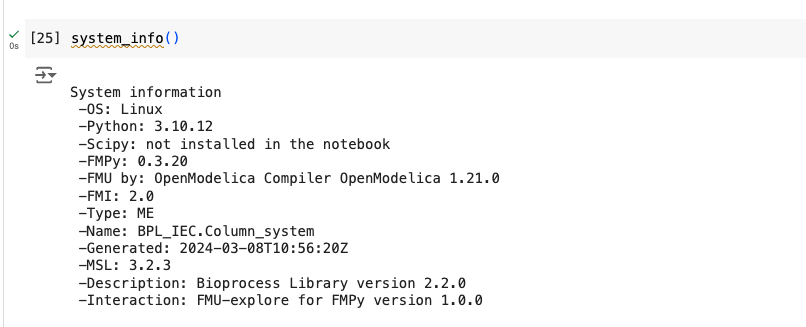 [25] system_info()
0s
System information
-OS: Linux
-Python: 3.10.12
-Scipy: not installed in the notebook
-FMPy: 0.3.20
-FMU by: OpenModelica Compiler OpenModelica 1.21.0
-FMI: 2.0
-Type: ME
-Name: BPL_IEC.Column_system
-Generated: 2024-03-08T10:56:20Z
-MSL: 3.2.3
-Description: Bioprocess Library version 2.2.0
-Interaction: FMU-explore for FMPy version 1.0.0